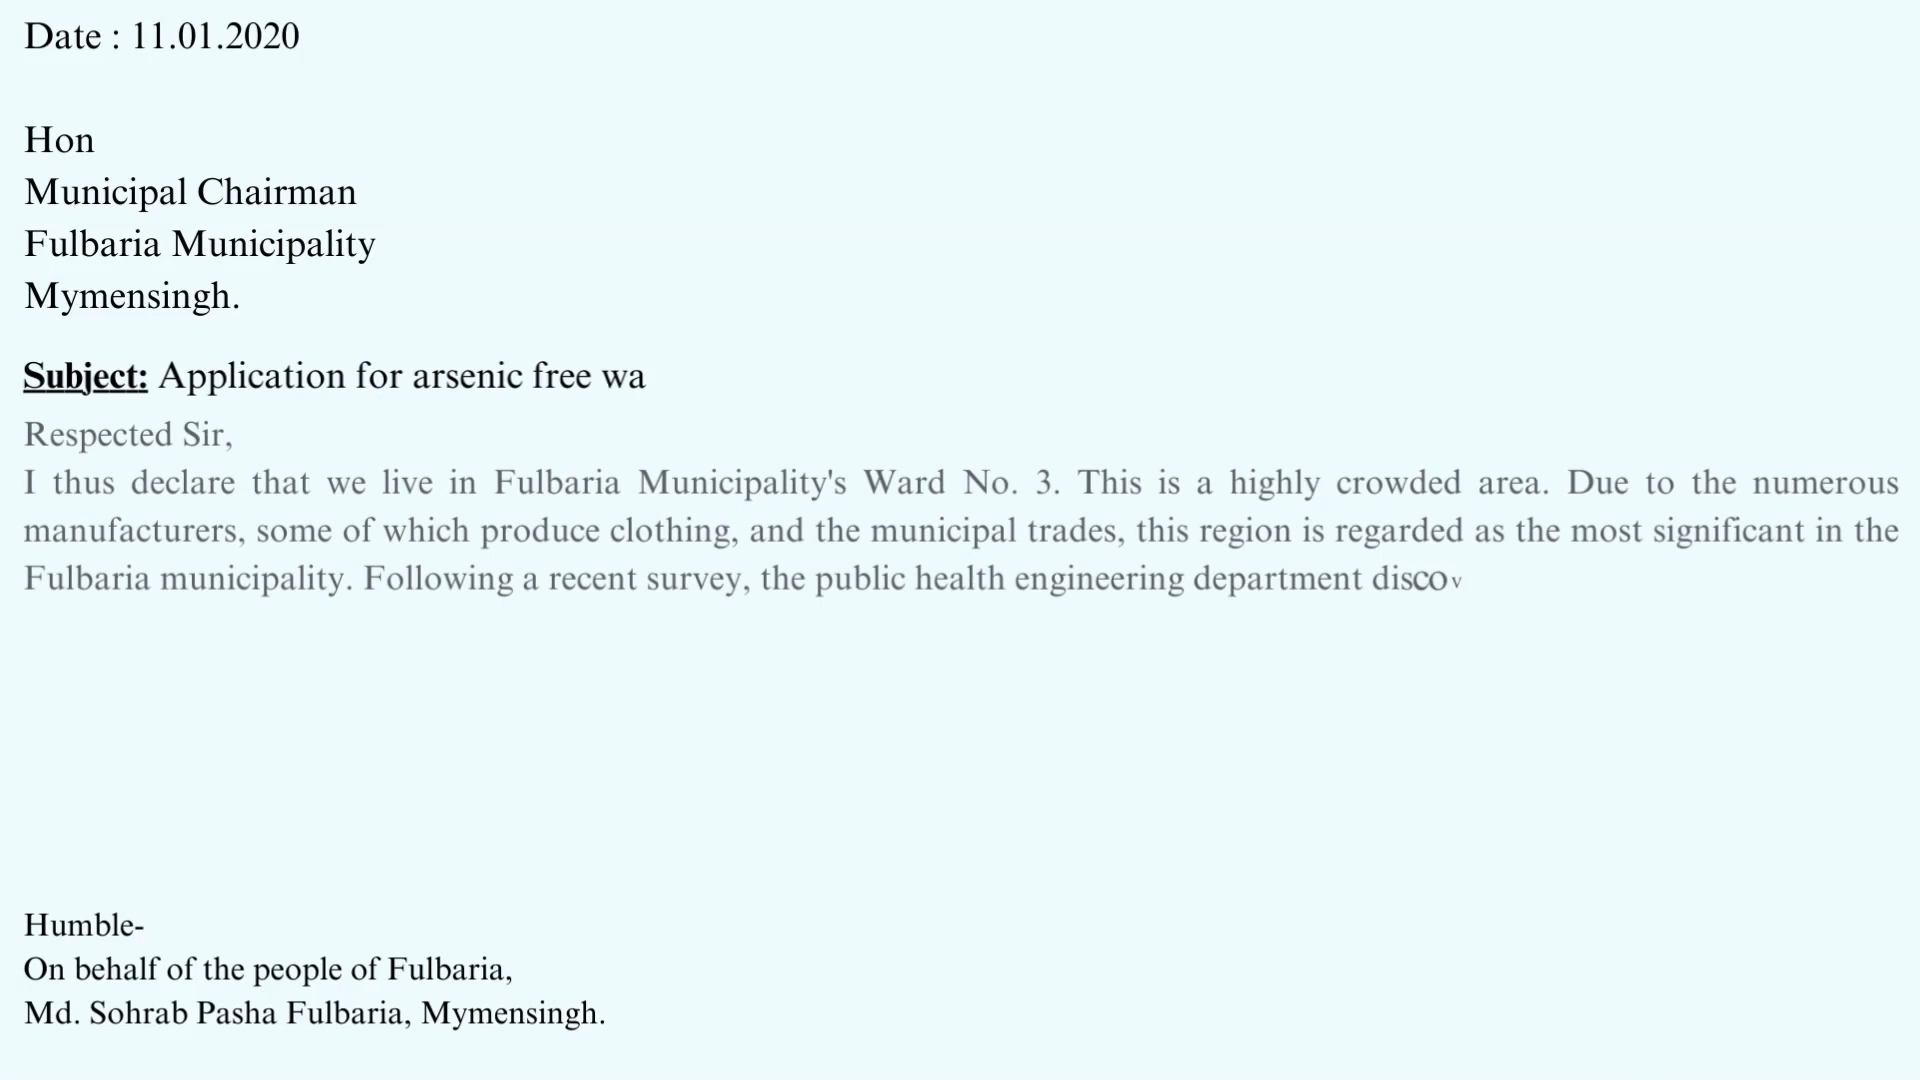 Date : 11.01.2020
Hon
Municipal Chairman
Fulbaria Municipality
Mymensingh.
Subject: Application for arsenic free wa
Respected Sir,
I thus declare that we live in Fulbaria Municipality's Ward No. 3. This is a highly crowded area. Due to the numerous
manufacturers, some of which produce clothing, and the municipal trades, this region is regarded as the most significant in the
Fulbaria municipality. Following a recent survey, the public health engineering department discov
Humble-
On behalf of the people of Fulbaria,
Md. Sohrab Pasha Fulbaria, Mymensingh.